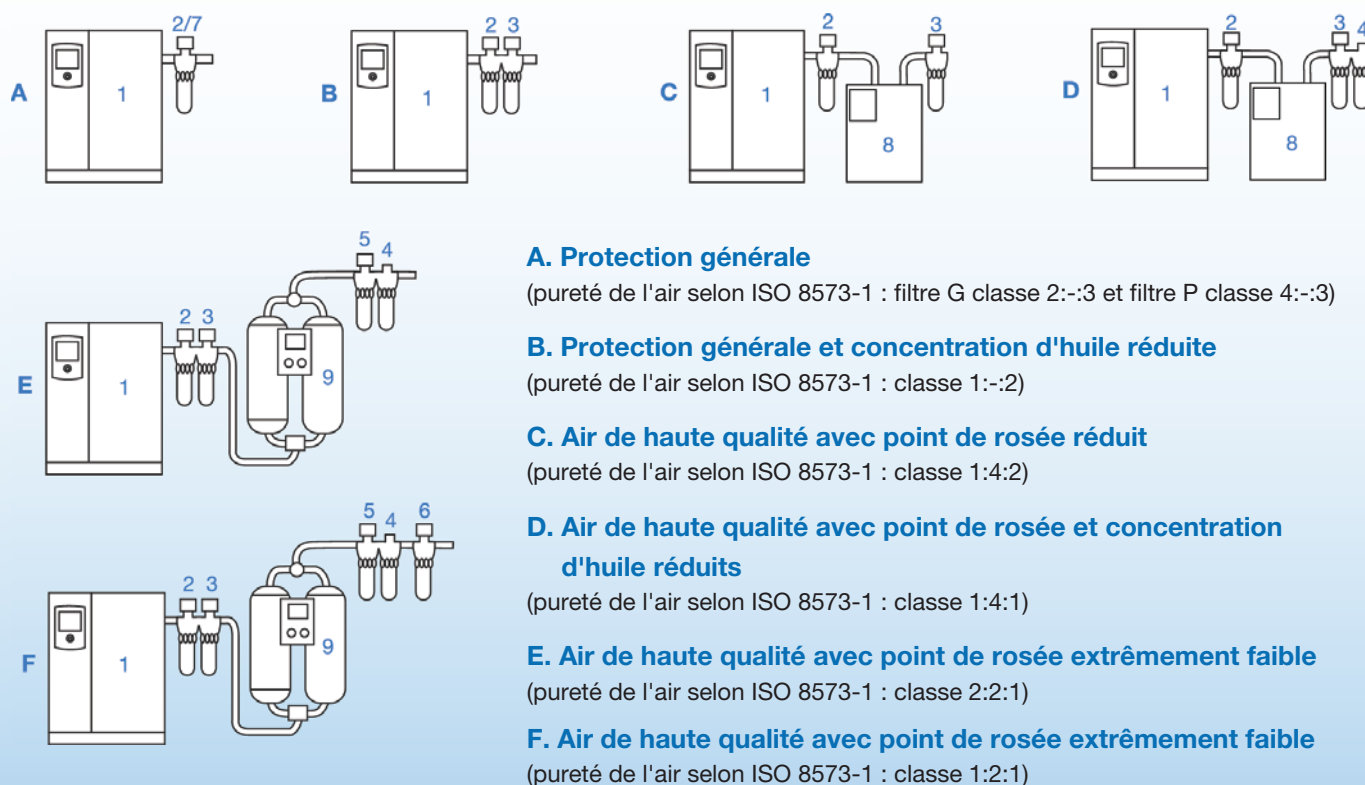 2/7
A
1
2 3
B
1
2
3
C
1
8
2
3 4
D
1
8
5 4
2 3
E
1
9
5 4 6
2 3
F
1
9
A. Protection générale
(pureté de l'air selon ISO 8573-1 : filtre G classe 2:-:3 et filtre P classe 4:-:3)
B. Protection générale et concentration d'huile réduite
(pureté de l'air selon ISO 8573-1 : classe 1:-:2)
C. Air de haute qualité avec point de rosée réduit
(pureté de l'air selon ISO 8573-1 : classe 1:4:2)
D. Air de haute qualité avec point de rosée et concentration
d'huile réduits
(pureté de l'air selon ISO 8573-1 : classe 1:4:1)
E. Air de haute qualité avec point de rosée extrêmement faible
(pureté de l'air selon ISO 8573-1 : classe 2:2:1)
F. Air de haute qualité avec point de rosée extrêmement faible
(pureté de l'air selon ISO 8573-1 : classe 1:2:1)